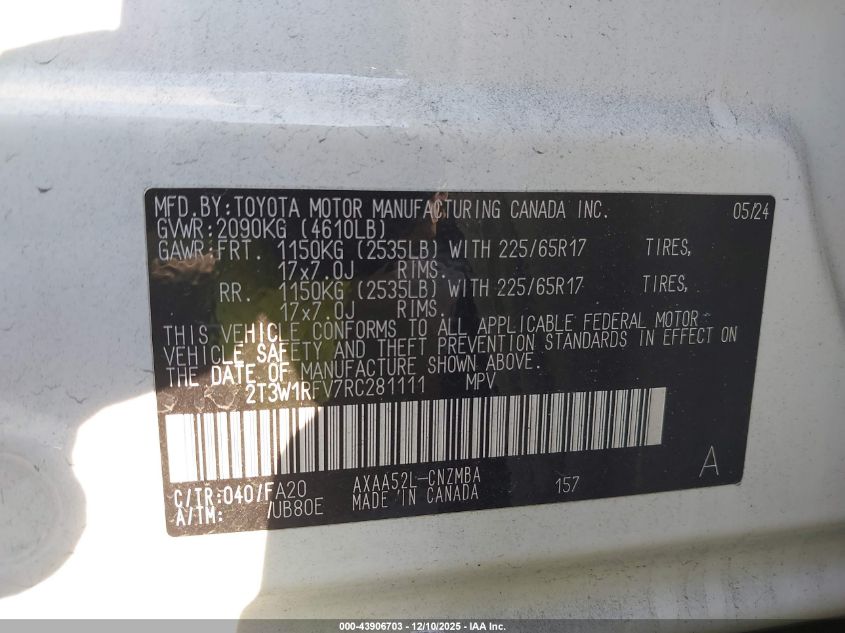 MFD.BY:TOYOTA MOTOR MANUFACTURING CANADA INC. 05/24
GVWR:2090KG (4610LB)
GAWR:FRT. 1150KG (2535LB) WITH 225/65R17 TIRES,
17x7.0J RIMS.
RR. 1150KG (2535LB) WITH 225/65R17 TIRES,
17x7.0J RIMS.
THIS VEHICLE CONFORMS TO ALL APPLICABLE FEDERAL MOTOR
VEHICLE SAFETY AND THEFT PREVENTION STANDARDS IN EFFECT ON
THE DATE OF MANUFACTURE SHOWN ABOVE.
2T3W1RFV7RC281111 MPV
A
C/TR:040/FA20 AXAA52L-CNZMBA 157
A/TM: /UB80E MADE IN CANADA
000-43906703 - 12/10/2025 - IAA Inc.